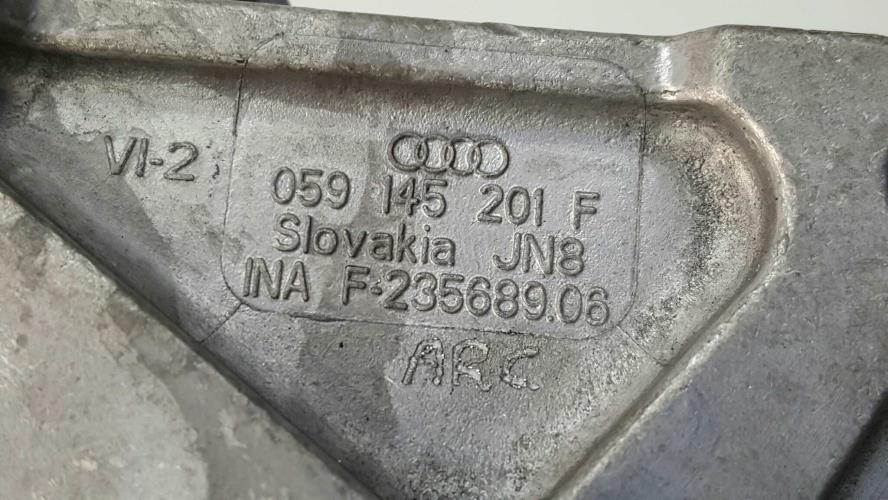 VI-2
059 145 201 F
Slovakia JN8
INA F-235689.06
ARC